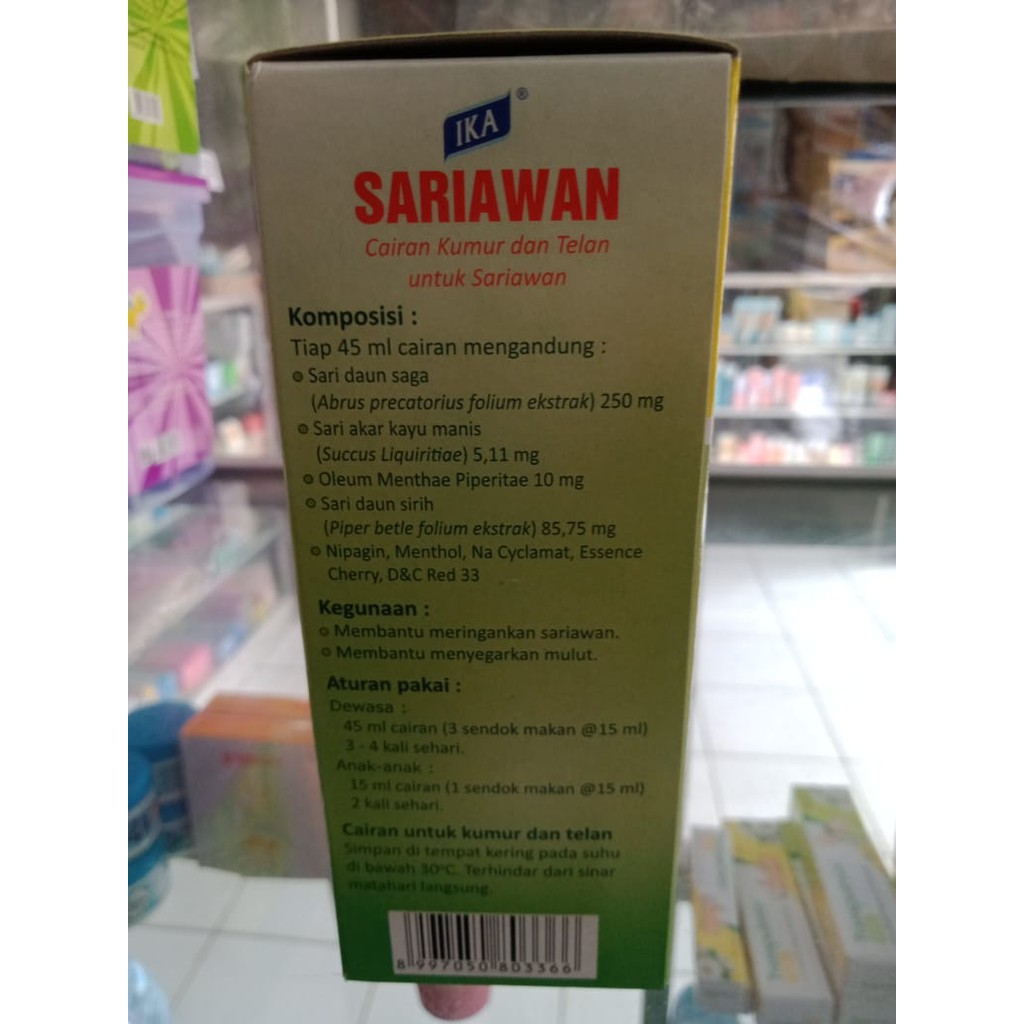 IKA®
SARIAWAN
Cairan Kumur dan Telan
untuk Sariawan
Komposisi :
Tiap 45 ml cairan mengandung :
Sari daun saga
(Abrus precatorius folium ekstrak) 250 mg
Sari akar kayu manis
(Succus Liquiritiae) 5,11 mg
Oleum Menthae Piperitae 10 mg
Sari daun sirih
(Piper betle folium ekstrak) 85,75 mg
Nipagin, Menthol, Na Cyclamat, Essence
Cherry, D&C Red 33
Kegunaan :
Membantu meringankan sariawan.
Membantu menyegarkan mulut.
Aturan pakai :
Dewasa :
45 ml cairan (3 sendok makan @15 ml)
3 - 4 kali sehari.
Anak-anak :
15 ml cairan (1 sendok makan @15 ml)
2 kali sehari.
Cairan untuk kumur dan telan
Simpan di tempat kering pada suhu
di bawah 30°C. Terhindar dari sinar
matahari langsung.
8 997050 803366